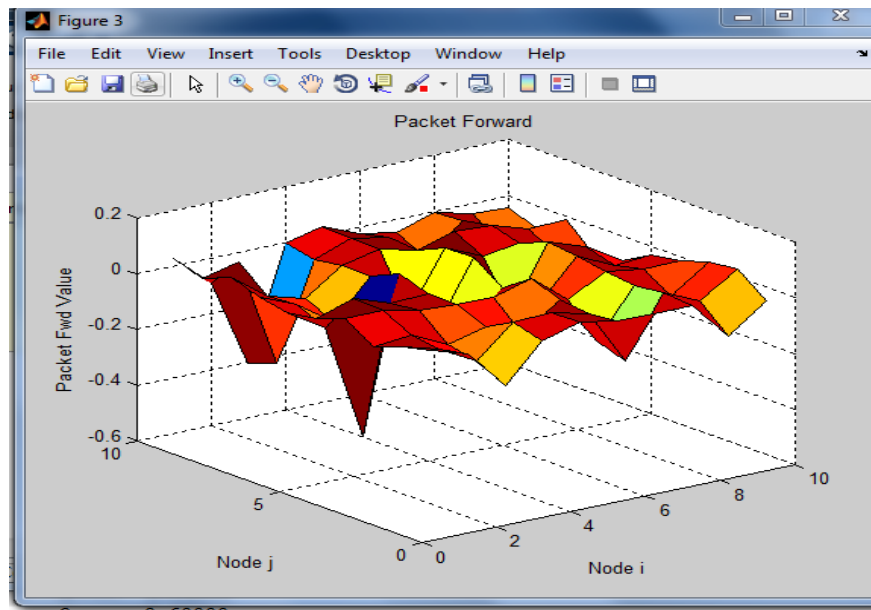 Figure 3
File Edit View Insert Tools Desktop Window Help
Packet Forward
Packet Fwd Value
0.2
0
-0.2
-0.4
-0.6
10
5
0
Node j
0
2
4
6
8
10
Node i